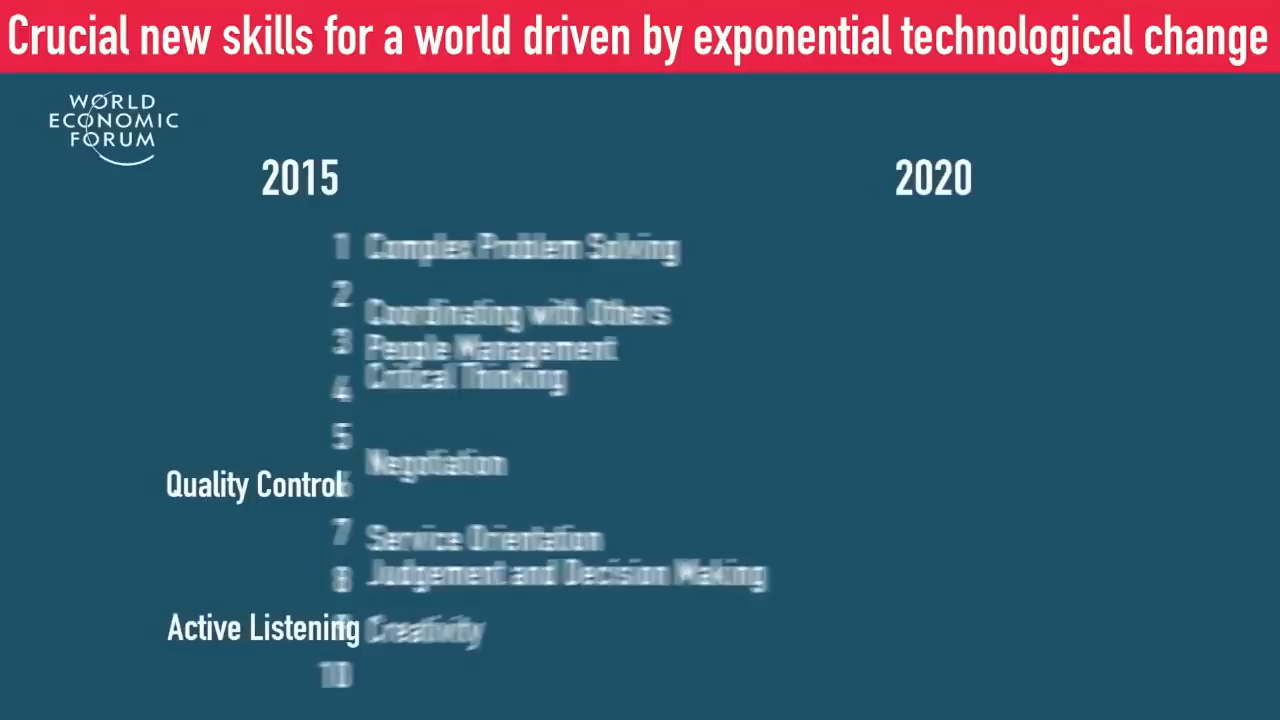 Crucial new skills for a world driven by exponential technological change
WORLD
ECONOMIC
FORUM
2015
2020
1 Complex Problem Solving
2
Coordinating with Others
3 People Management
4 Critical Thinking
5
Negotiation
Quality Control
7 Service Orientation
8 Judgement and Decision Making
Active Listening Creativity
10